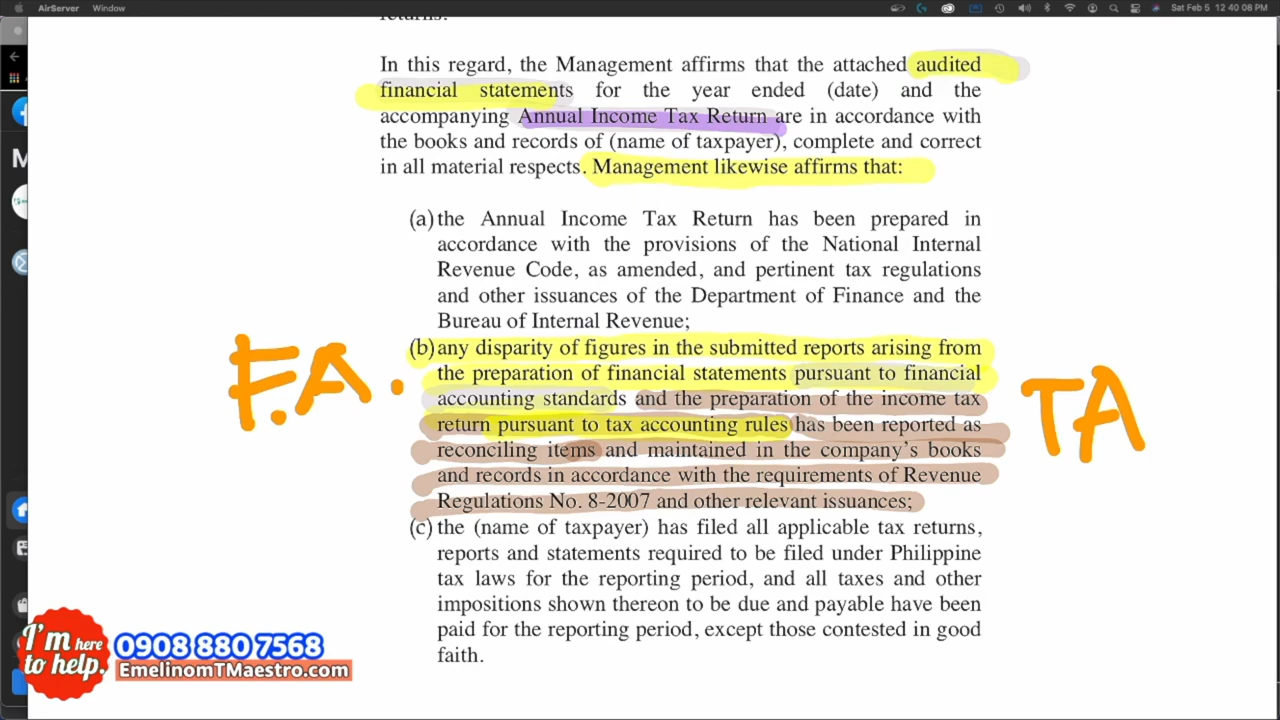 AirServer Window Sat Feb 5 12:40:08 PM
returns.
In this regard, the Management affirms that the attached audited
financial statements for the year ended (date) and the
accompanying Annual Income Tax Return are in accordance with
the books and records of (name of taxpayer), complete and correct
in all material respects. Management likewise affirms that:
(a) the Annual Income Tax Return has been prepared in
accordance with the provisions of the National Internal
Revenue Code, as amended, and pertinent tax regulations
and other issuances of the Department of Finance and the
Bureau of Internal Revenue;
(b) any disparity of figures in the submitted reports arising from
the preparation of financial statements pursuant to financial
accounting standards and the preparation of the income tax
return pursuant to tax accounting rules has been reported as
reconciling items and maintained in the company's books
and records in accordance with the requirements of Revenue
Regulations No. 8-2007 and other relevant issuances;
(c) the (name of taxpayer) has filed all applicable tax returns,
reports and statements required to be filed under Philippine
tax laws for the reporting period, and all taxes and other
impositions shown thereon to be due and payable have been
paid for the reporting period, except those contested in good
faith.
F.A.
TA
M
I'm
here
to help.
0908 880 7568
EmelinomTMaestro.com